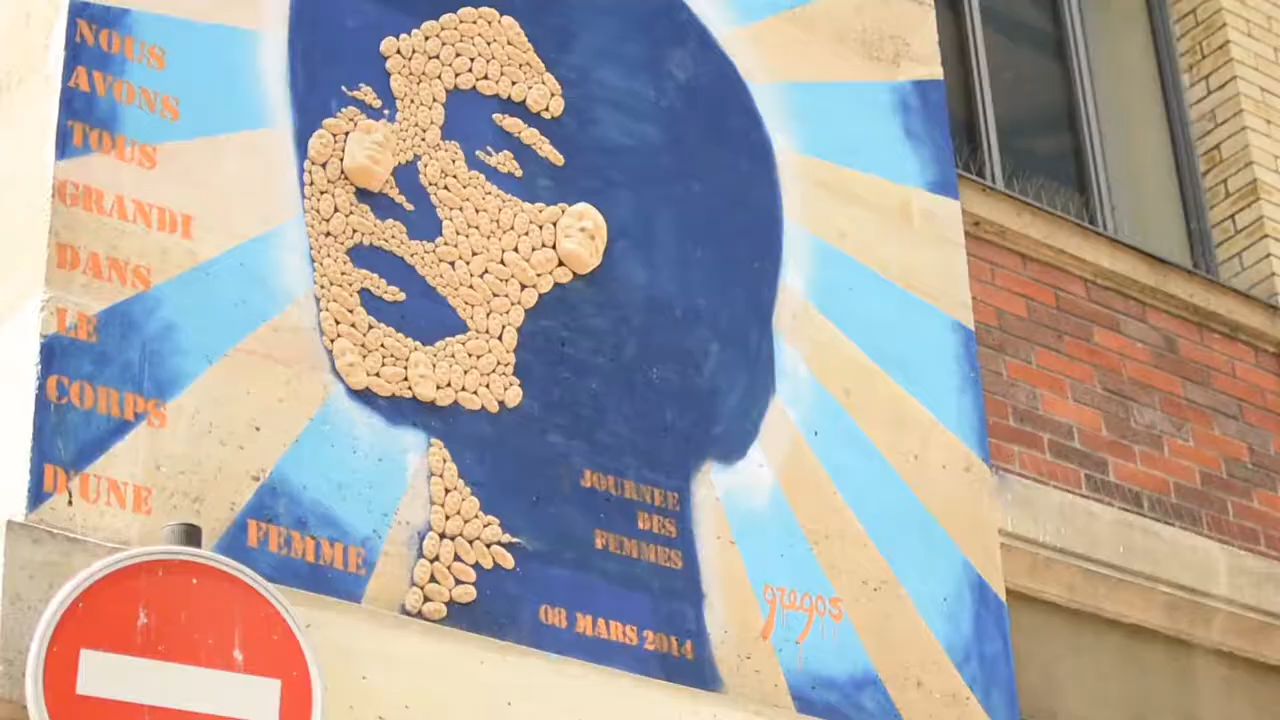 NOUS
AVONS
TOUS
GRANDI
DANS
LE
CORPS
D'UNE
FEMME
JOURNEE
DES
FEMMES
08 MARS 2014
gregos